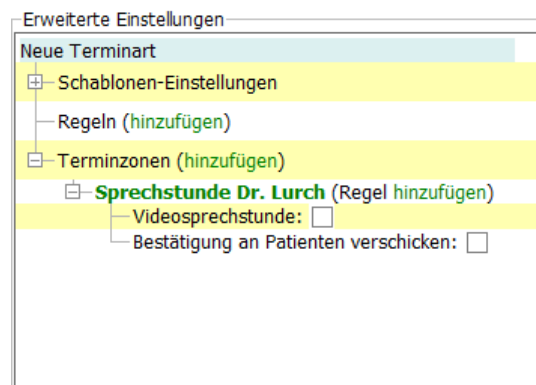 Erweiterte Einstellungen
Neue Terminart
Schablonen-Einstellungen
Regeln (hinzufügen)
Terminzonen (hinzufügen)
Sprechstunde Dr. Lurch (Regel hinzufügen)
Videosprechstunde:
Bestätigung an Patienten verschicken: